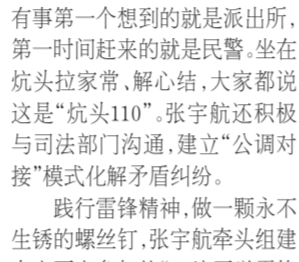 有事第一个想到的就是派出所，
第一时间赶来的就是民警。坐在
炕头拉家常、解心结，大家都说
这是“炕头110”。张宇航还积极
与司法部门沟通，建立“公调对
接”模式化解矛盾纠纷。
践行雷锋精神，做一颗永不
生锈的螺丝钉，张宇航牵头组建